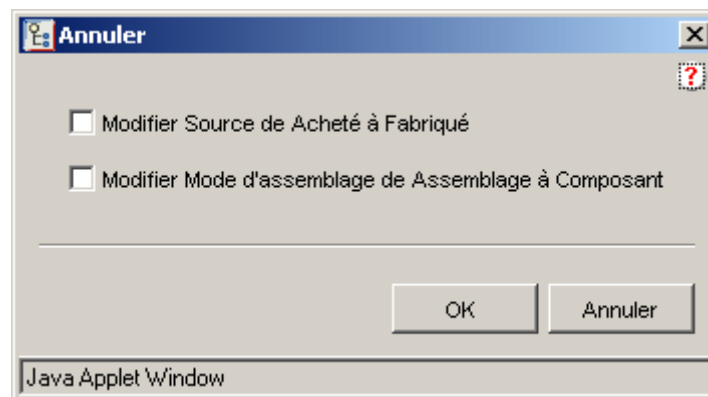 Annuler
?
Modifier Source de Acheté à Fabriqué
Modifier Mode d'assemblage de Assemblage à Composant
OK Annuler
Java Applet Window